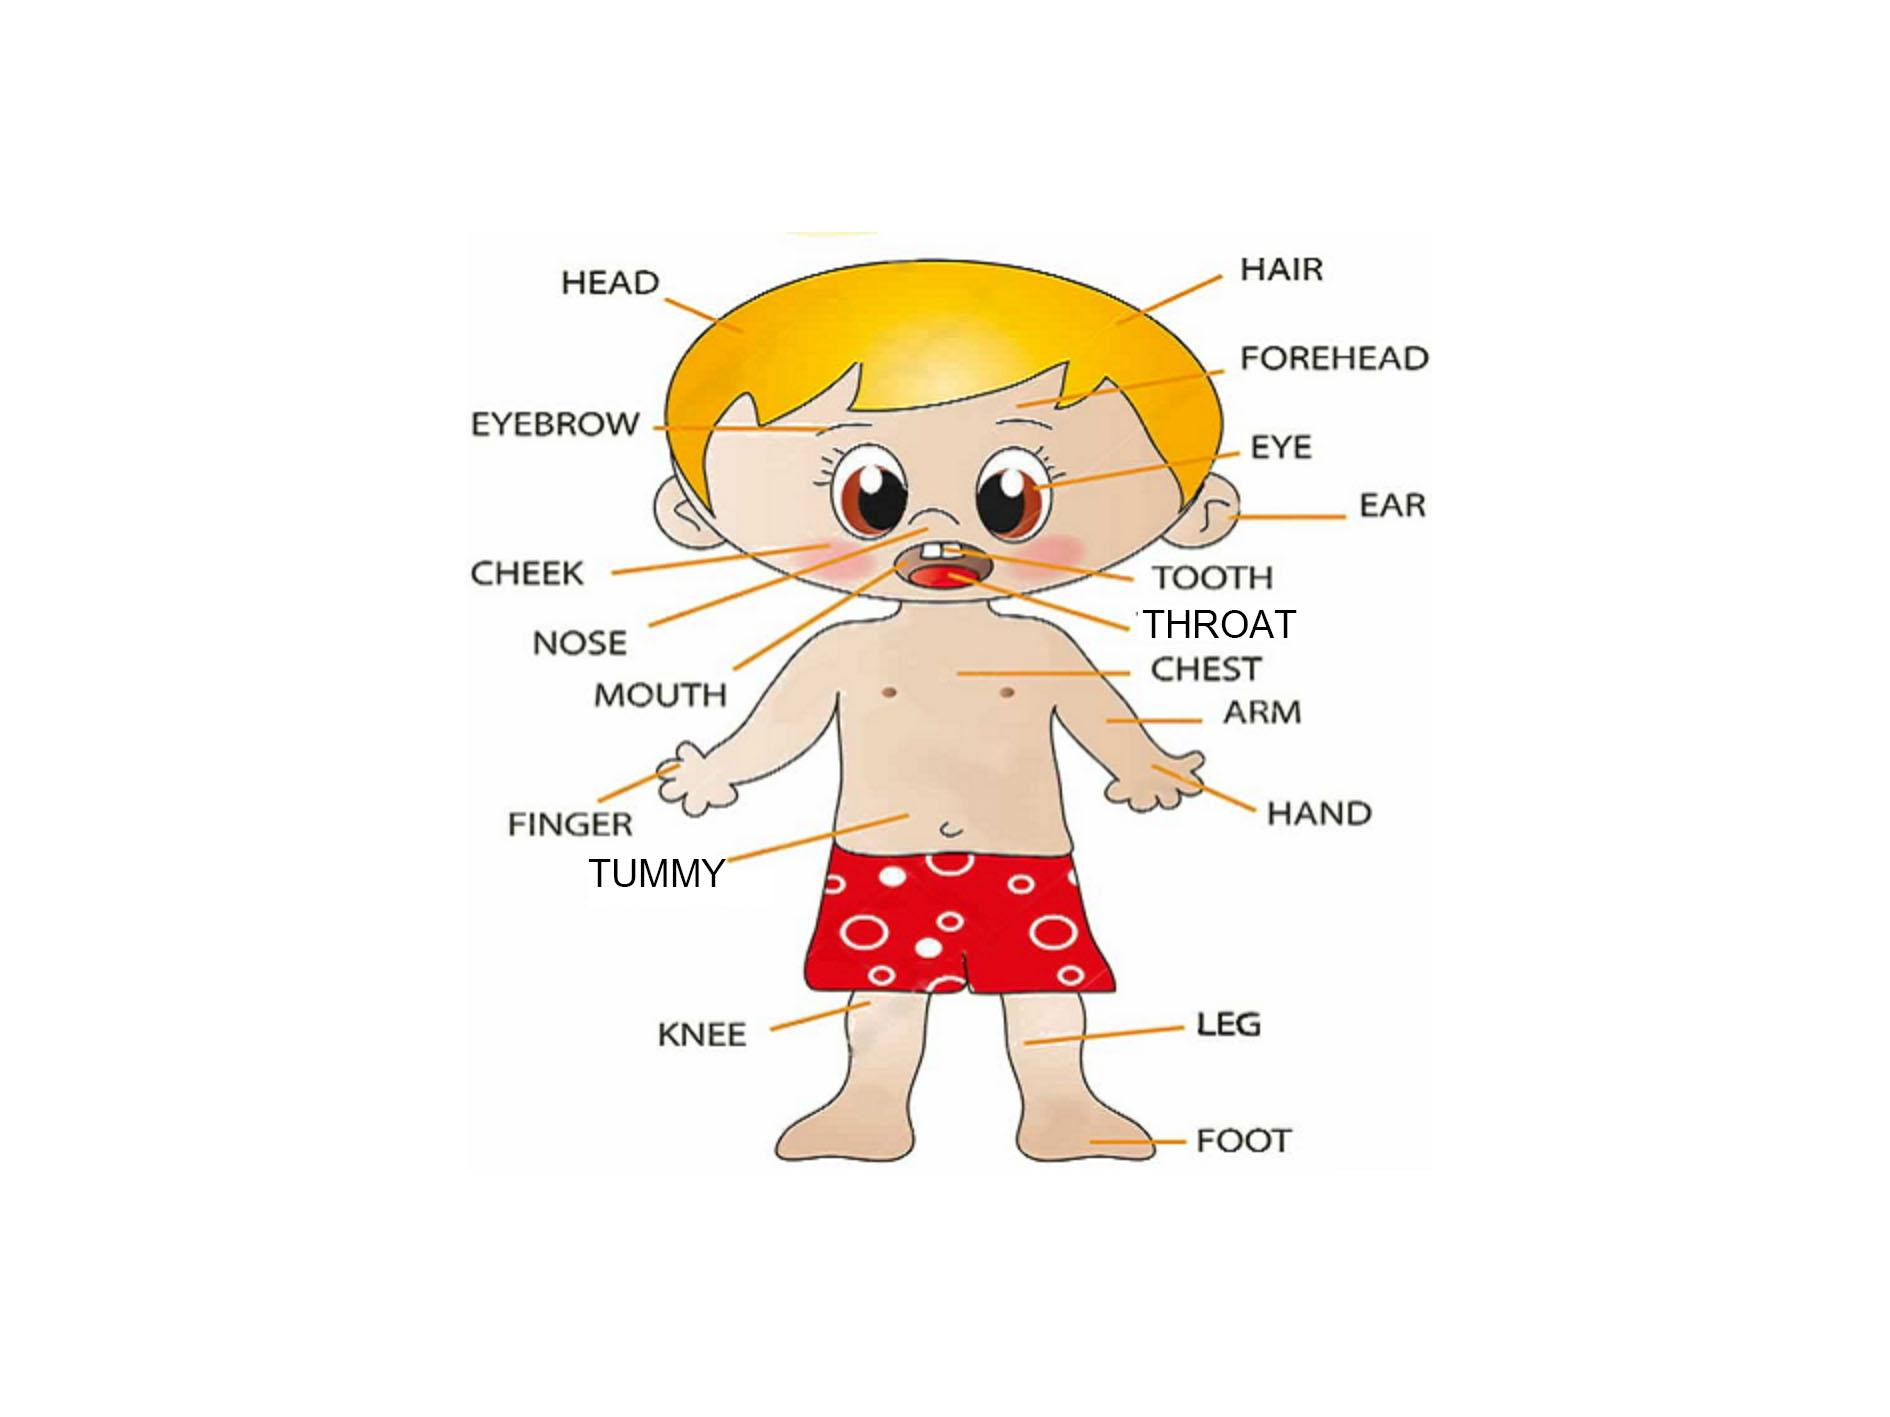 HEAD
HAIR
FOREHEAD
EYEBROW
EYE
EAR
CHEEK
TOOTH
THROAT
NOSE
CHEST
MOUTH
ARM
HAND
FINGER
TUMMY
KNEE
LEG
FOOT